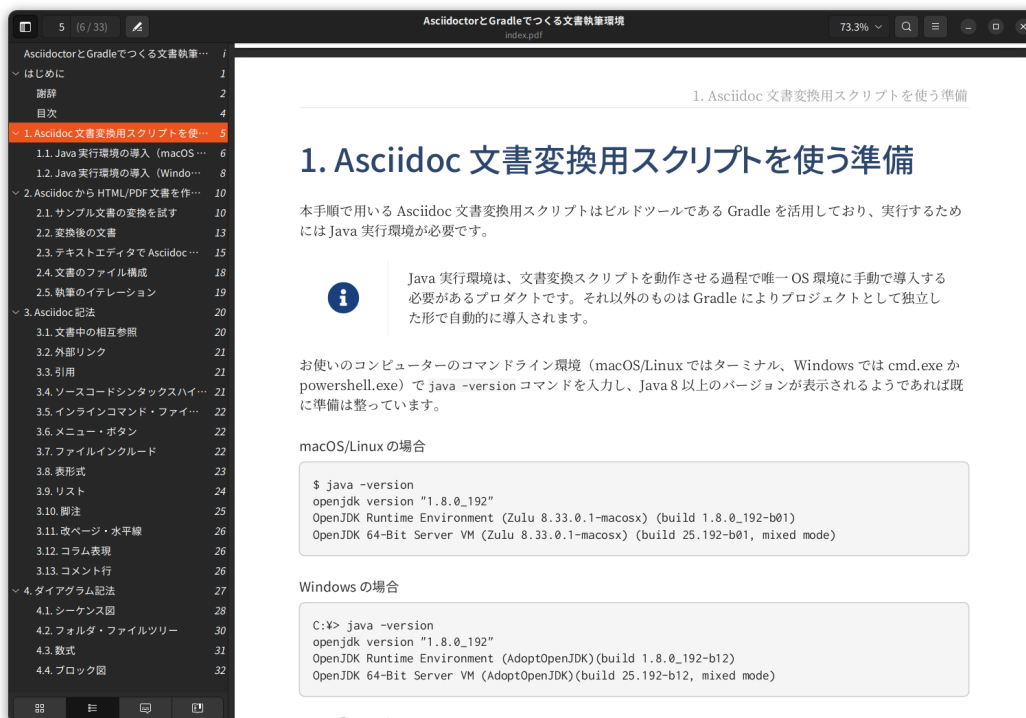 5 (6 / 33)
AsciidoctorとGradleでつくる文書執筆環境
index.pdf
73.3%
AsciidoctorとGradleでつくる文書執筆… i
はじめに 1
謝辞 2
目次 4
1. Asciidoc 文書変換用スクリプトを使… 5
1.1. Java 実行環境の導入（macOS … 6
1.2. Java 実行環境の導入（Windo… 8
2. Asciidoc から HTML/PDF 文書を作… 10
2.1. サンプル文書の変換を試す 10
2.2. 変換後の文書 13
2.3. テキストエディタで Asciidoc … 15
2.4. 文書のファイル構成 18
2.5. 執筆のイテレーション 19
3. Asciidoc 記法 20
3.1. 文書中の相互参照 20
3.2. 外部リンク 21
3.3. 引用 21
3.4. ソースコードシンタックスハイ… 21
3.5. インラインコマンド・ファイ… 22
3.6. メニュー・ボタン 22
3.7. ファイルインクルード 22
3.8. 表形式 23
3.9. リスト 24
3.10. 脚注 25
3.11. 改ページ・水平線 26
3.12. コラム表現 26
3.13. コメント行 26
4. ダイアグラム記法 27
4.1. シーケンス図 28
4.2. フォルダ・ファイルツリー 30
4.3. 数式 31
4.4. ブロック図 32
1. Asciidoc 文書変換用スクリプトを使う準備
1. Asciidoc 文書変換用スクリプトを使う準備
本手順で用いる Asciidoc 文書変換用スクリプトはビルドツールである Gradle を活用しており、実行するため
には Java 実行環境が必要です。
Java 実行環境は、文書変換スクリプトを動作させる過程で唯一 OS 環境に手動で導入する
必要があるプロダクトです。それ以外のものは Gradle によりプロジェクトとして独立し
た形で自動的に導入されます。
お使いのコンピューターのコマンドライン環境（macOS/Linux ではターミナル、Windows では cmd.exe か
powershell.exe）で java -version コマンドを入力し、Java 8 以上のバージョンが表示されるようであれば既
に準備は整っています。
macOS/Linux の場合
$ java -version
openjdk version "1.8.0_192"
OpenJDK Runtime Environment (Zulu 8.33.0.1-macosx) (build 1.8.0_192-b01)
OpenJDK 64-Bit Server VM (Zulu 8.33.0.1-macosx) (build 25.192-b01, mixed mode)
Windows の場合
C:¥> java -version
openjdk version "1.8.0_192"
OpenJDK Runtime Environment (AdoptOpenJDK)(build 1.8.0_192-b12)
OpenJDK 64-Bit Server VM (AdoptOpenJDK)(build 25.192-b12, mixed mode)